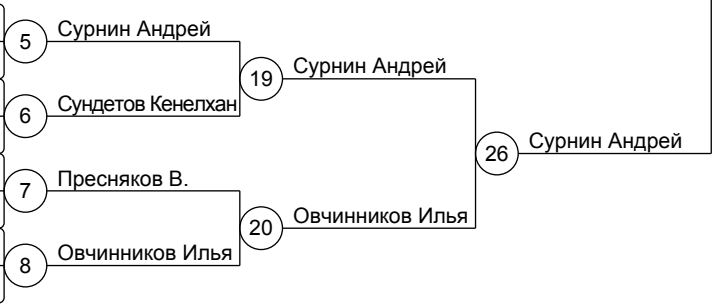 5 Сурнин Андрей
19 Сурнин Андрей
6 Сундетов Кенелхан
26 Сурнин Андрей
7 Пресняков В.
20 Овчинников Илья
8 Овчинников Илья